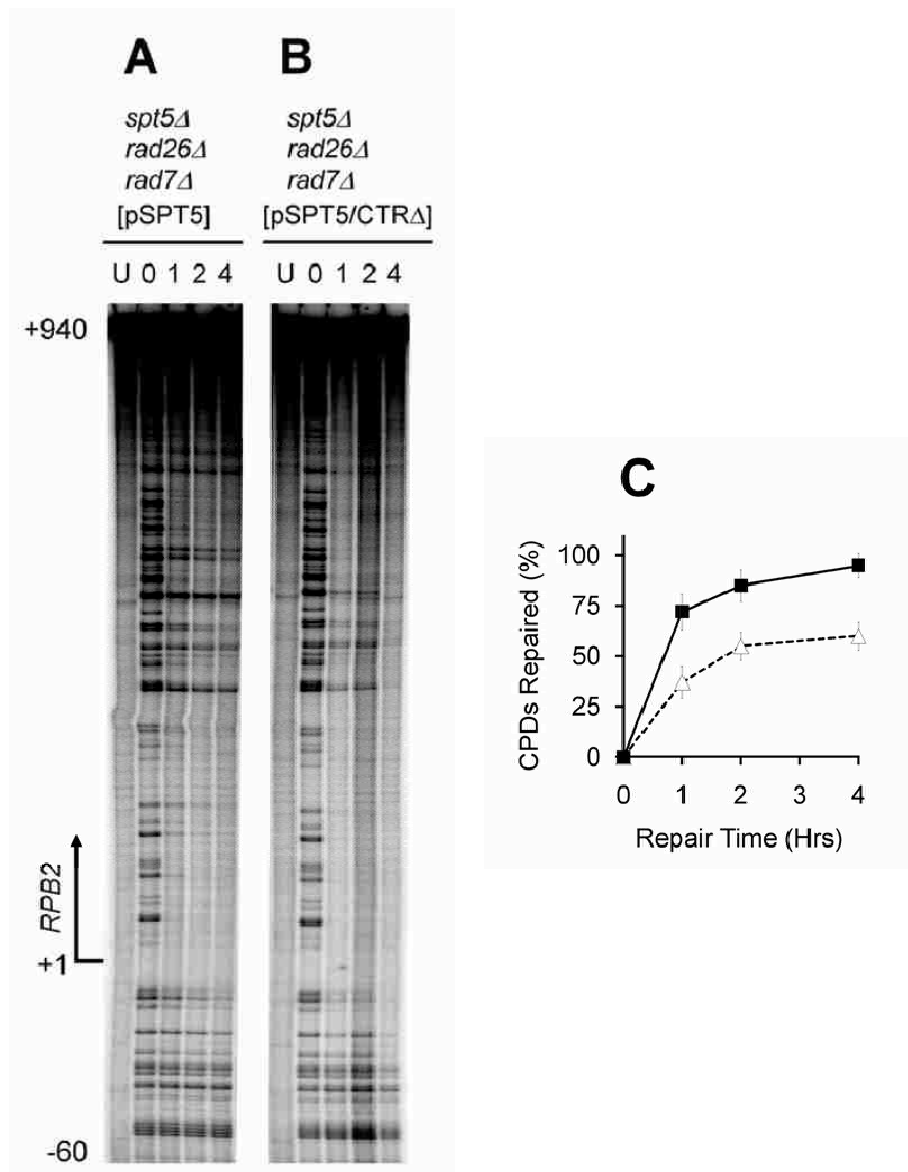 A
spt5Δ
rad26Δ
rad7Δ
[pSPT5]
U 0 1 2 4
B
spt5Δ
rad26Δ
rad7Δ
[pSPT5/CTRΔ]
U 0 1 2 4
+940
RPB2
+1
-60
C
CPDs Repaired (%)
100
75
50
25
0
0 1 2 3 4
Repair Time (Hrs)